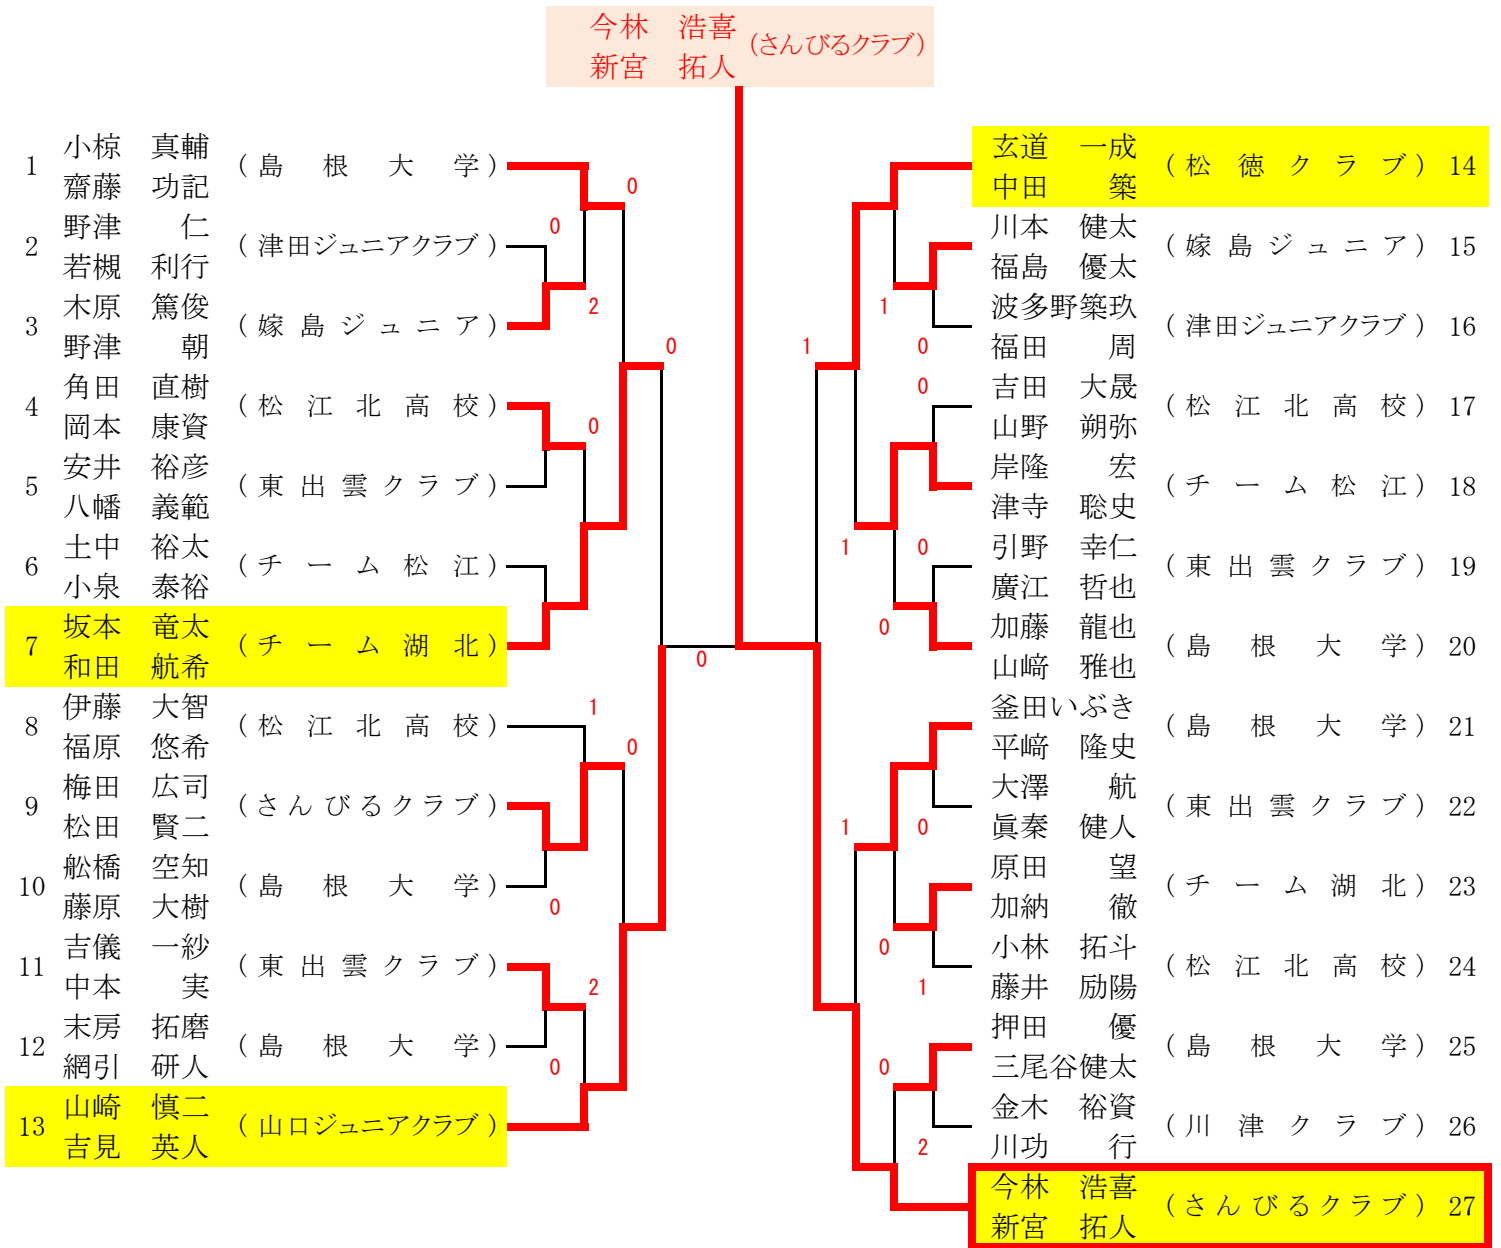 今林　浩喜
(さんびるクラブ)
新宮　拓人
1 小椋　真輔 (島根大学)
齋藤　功記
2 野津　仁 (津田ジュニアクラブ)
若槻　利行
3 木原　篤俊 (嫁島ジュニア)
野津　朝
4 角田　直樹 (松江北高校)
岡本　康資
5 安井　裕彦 (東出雲クラブ)
八幡　義範
6 土中　裕太 (チーム松江)
小泉　泰裕
7 坂本　竜太 (チーム湖北)
和田　航希
8 伊藤　大智 (松江北高校)
福原　悠希
9 梅田　広司 (さんびるクラブ)
松田　賢二
10 舩橋　空知 (島根大学)
藤原　大樹
11 吉儀　一紗 (東出雲クラブ)
中本　実
12 末房　拓磨 (島根大学)
網引　研人
13 山崎　慎二 (山口ジュニアクラブ)
吉見　英人
0
0
2
0
0
1
0
0
2
0
0
玄道　一成 (松徳クラブ) 14
中田　築
川本　健太 (嫁島ジュニア) 15
福島　優太
波多野築玖 (津田ジュニアクラブ) 16
福田　周
吉田　大晟 (松江北高校) 17
山野　朔弥
岸隆　宏 (チーム松江) 18
津寺　聡史
引野　幸仁 (東出雲クラブ) 19
廣江　哲也
加藤　龍也 (島根大学) 20
山﨑　雅也
釜田いぶき (島根大学) 21
平﨑　隆史
大澤　航 (東出雲クラブ) 22
眞秦　健人
原田　望 (チーム湖北) 23
加納　徹
小林　拓斗 (松江北高校) 24
藤井　励陽
押田　優 (島根大学) 25
三尾谷健太
金木　裕資 (川津クラブ) 26
川功　行
今林　浩喜 (さんびるクラブ) 27
新宮　拓人
1
1
0
0
1
0
0
1
0
0
1
0
2